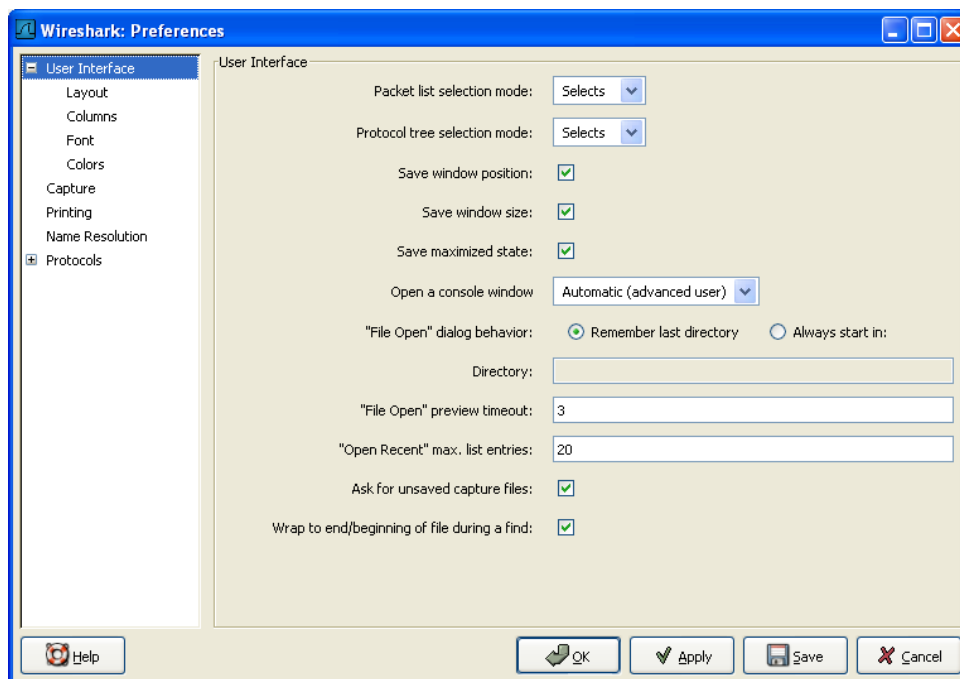 Wireshark: Preferences
User Interface
Layout
Columns
Font
Colors
Capture
Printing
Name Resolution
Protocols
User Interface
Packet list selection mode: Selects
Protocol tree selection mode: Selects
Save window position:
Save window size:
Save maximized state:
Open a console window Automatic (advanced user)
"File Open" dialog behavior: Remember last directory Always start in:
Directory:
"File Open" preview timeout: 3
"Open Recent" max. list entries: 20
Ask for unsaved capture files:
Wrap to end/beginning of file during a find:
Help OK Apply Save Cancel